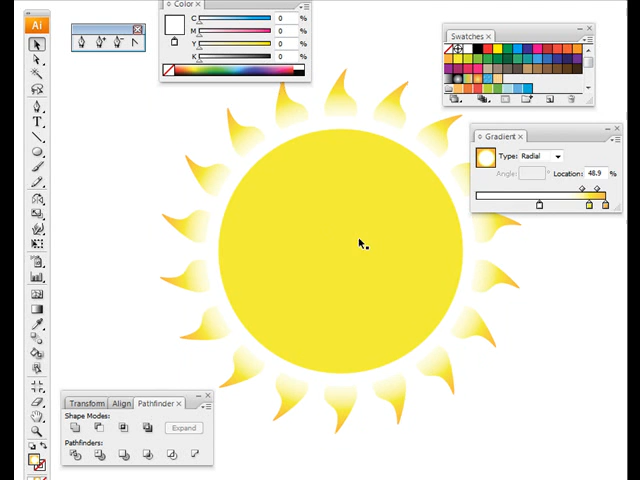 Ai
Color ×
C 0 %
M 0 %
Y 0 %
K 0 %
Swatches ×
Gradient ×
Type: Radial
Angle: ° Location: 48.9 %
T
Transform Align Pathfinder ×
Shape Modes:
Expand
Pathfinders: